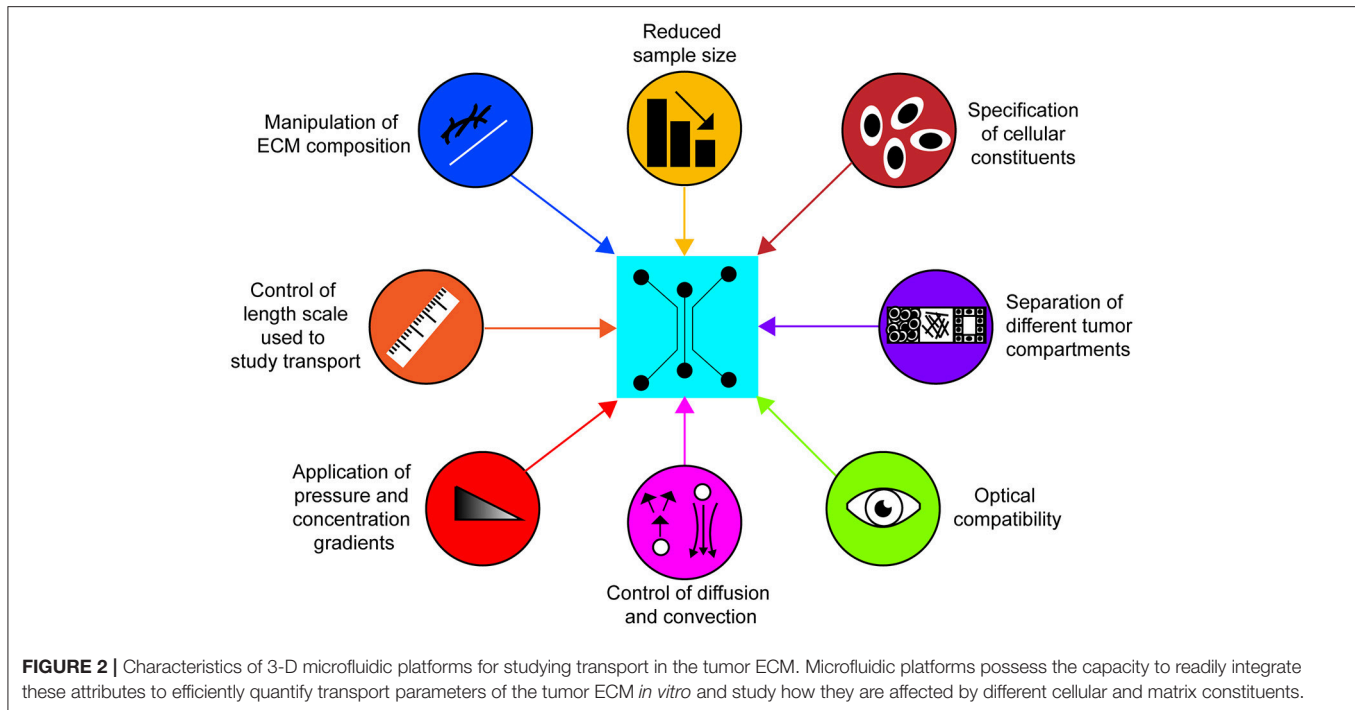 Reduced
sample size
Manipulation of
ECM composition
Specification
of cellular
constituents
Control of
length scale
used to
study transport
Separation of
different tumor
compartments
Application of
pressure and
concentration
gradients
Control of diffusion
and convection
Optical
compatibility
FIGURE 2 | Characteristics of 3-D microfluidic platforms for studying transport in the tumor ECM. Microfluidic platforms possess the capacity to readily integrate
these attributes to efficiently quantify transport parameters of the tumor ECM in vitro and study how they are affected by different cellular and matrix constituents.